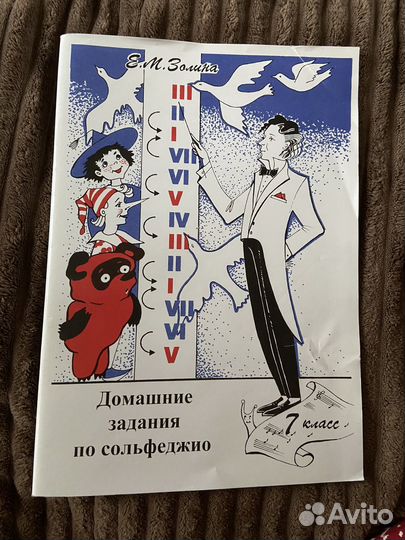 Е.М.Золина
III
II
I
VII
VI
V
IV
III
II
I
VII
VI
V
Домашние
задания
по сольфеджио
7 класс
Avito